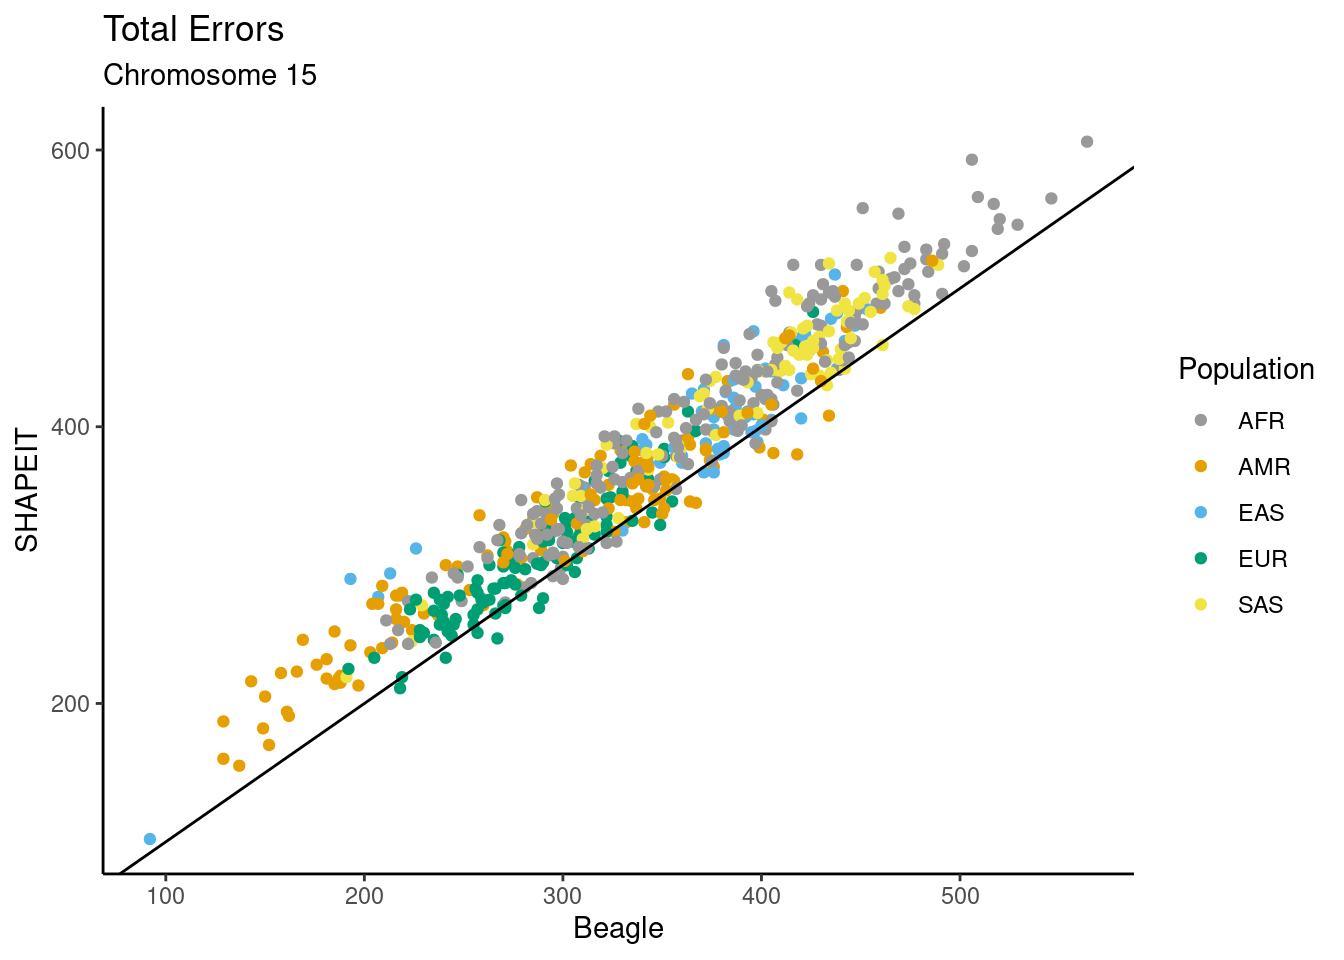 Total Errors
Chromosome 15
600
400
200
SHAPEIT
100 200 300 400 500
Beagle
Population
AFR
AMR
EAS
EUR
SAS